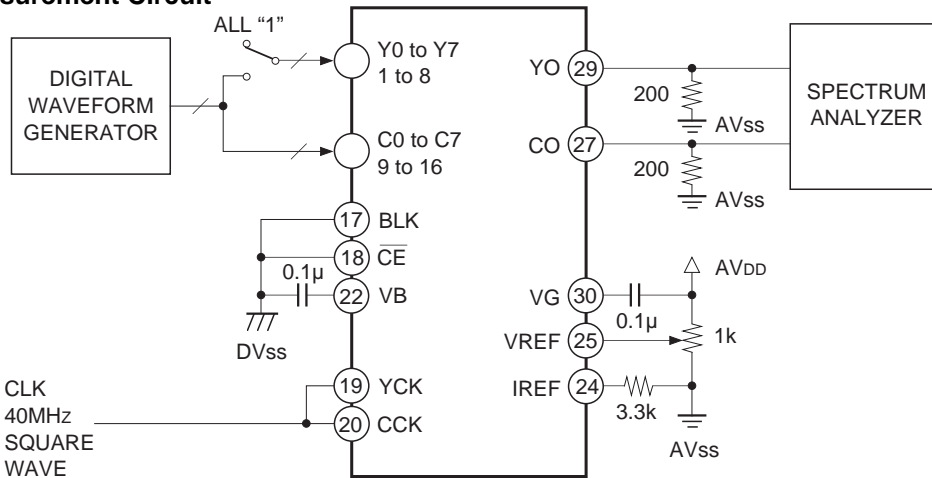 surement Circuit
ALL “1”
DIGITAL
WAVEFORM
GENERATOR
Y0 to Y7
1 to 8
C0 to C7
9 to 16
17 BLK
18 CE
0.1μ
22 VB
DVss
19 YCK
20 CCK
CLK
40MHz
SQUARE
WAVE
YO 29
200
AVss
CO 27
200
AVss
SPECTRUM
ANALYZER
AVDD
VG 30
0.1μ
VREF 25
1k
IREF 24
3.3k
AVss